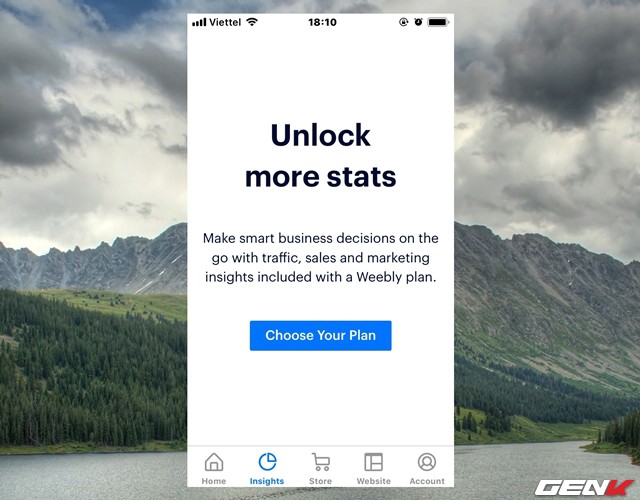 Viettel 18:10
Unlock
more stats
Make smart business decisions on the
go with traffic, sales and marketing
insights included with a Weebly plan.
Choose Your Plan
Home Insights Store Website Account
GENK